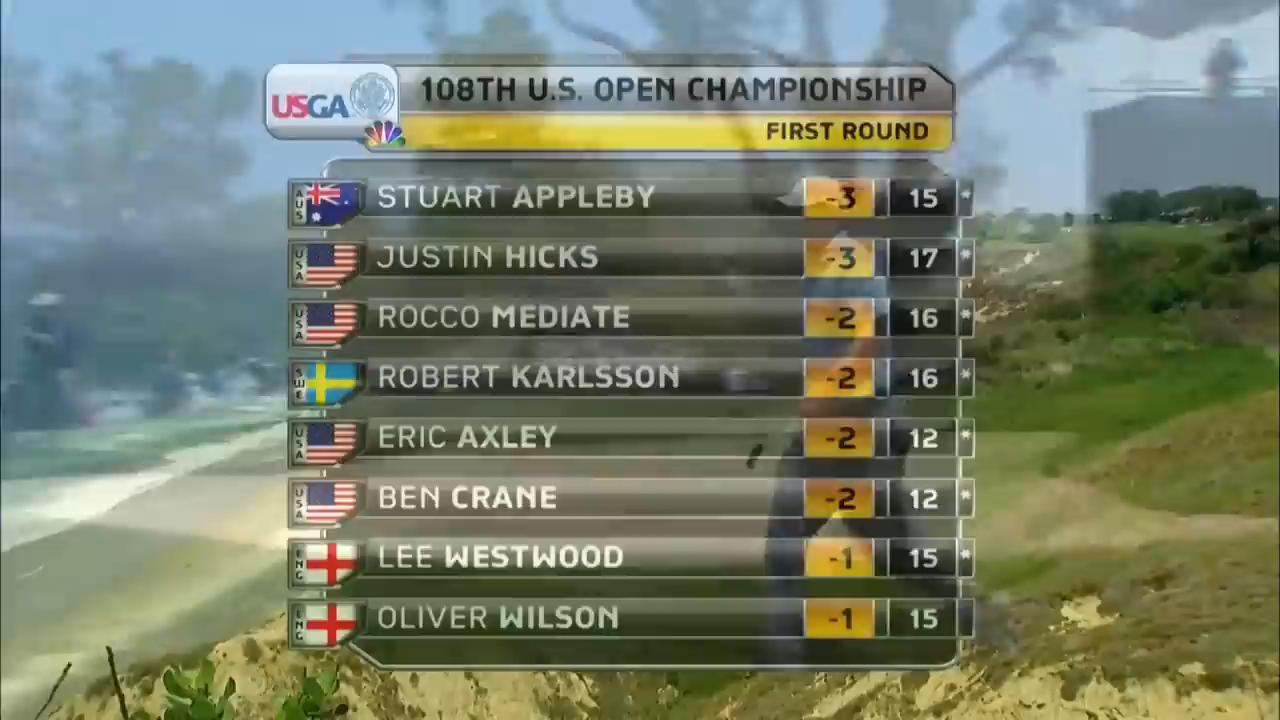 USGA
108TH U.S. OPEN CHAMPIONSHIP
FIRST ROUND
AUS STUART APPLEBY -3 15 *
USA JUSTIN HICKS -3 17 *
USA ROCCO MEDIATE -2 16 *
SWE ROBERT KARLSSON -2 16 *
USA ERIC AXLEY -2 12 *
USA BEN CRANE -2 12 *
ENG LEE WESTWOOD -1 15 *
ENG OLIVER WILSON -1 15